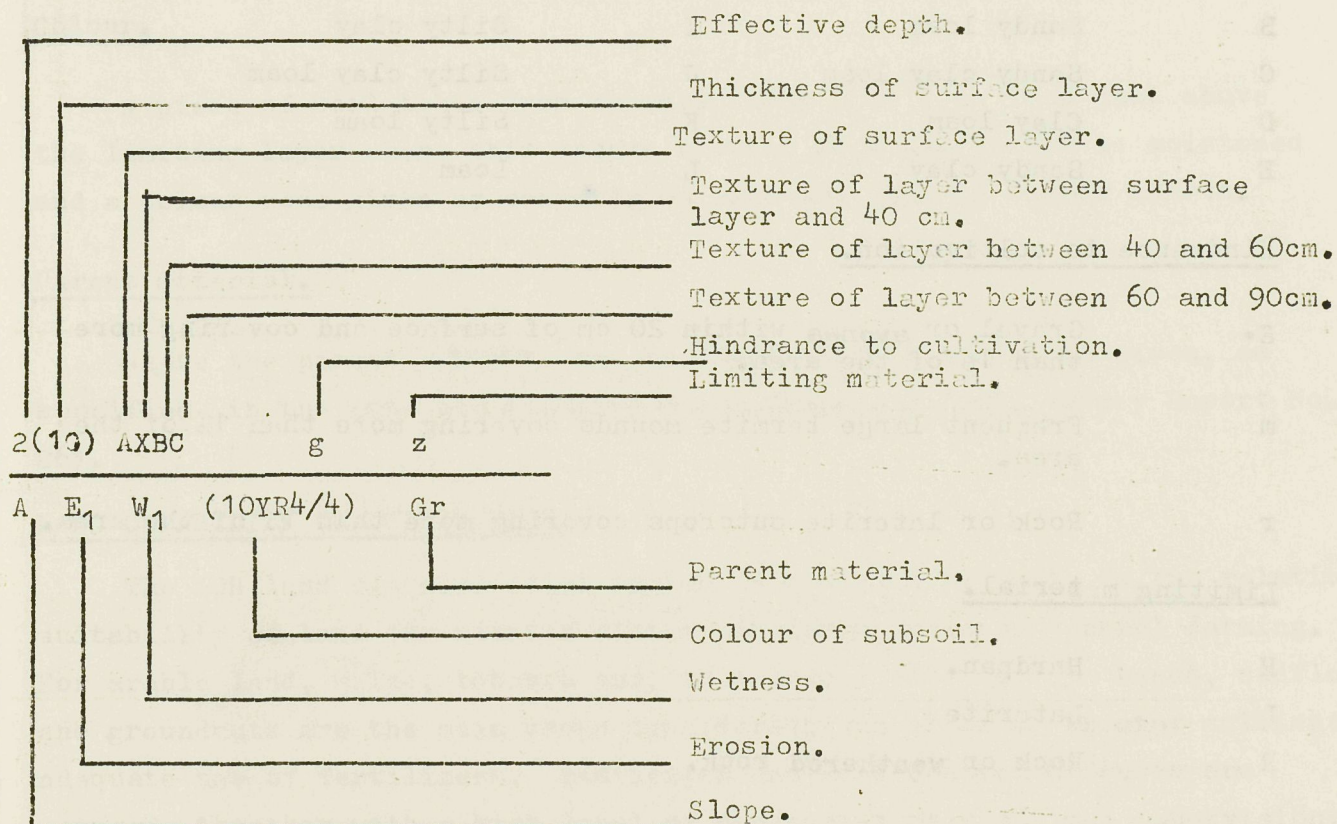 Effective depth.
Thickness of surface layer.
Texture of surface layer.
Texture of layer between surface
layer and 40 cm.
Texture of layer between 40 and 60cm.
Texture of layer between 60 and 90cm.
Hindrance to cultivation.
Limiting material.
2(10) AXBC g z
A E1 W1 (10YR4/4) Gr
Parent material.
Colour of subsoil.
Wetness.
Erosion.
Slope.